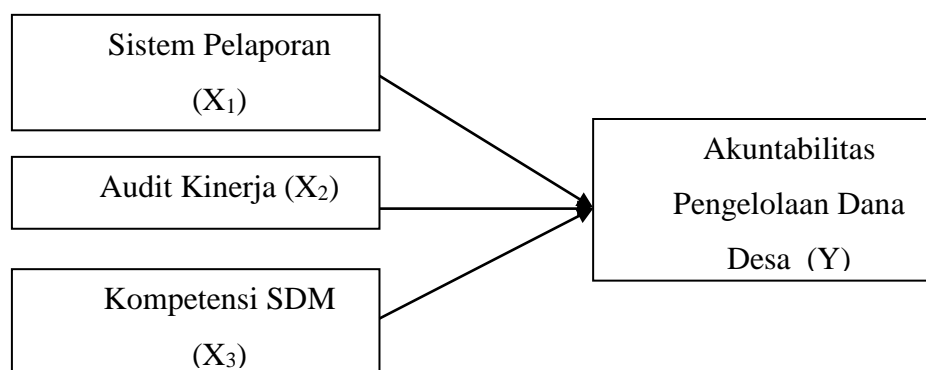 Sistem Pelaporan
(X₁)
Audit Kinerja (X₂)
Kompetensi SDM
(X₃)
Akuntabilitas
Pengelolaan Dana
Desa (Y)